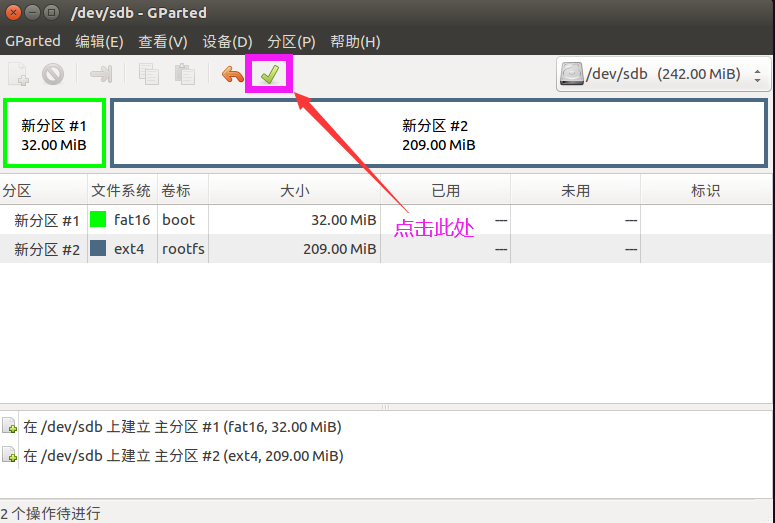 /dev/sdb - GParted
GParted 编辑(E) 查看(V) 设备(D) 分区(P) 帮助(H)
/dev/sdb (242.00 MiB)
新分区 #1
32.00 MiB
新分区 #2
209.00 MiB
分区 文件系统 卷标 大小 已用 未用 标识
新分区 #1 fat16 boot 32.00 MiB --- ---
新分区 #2 ext4 rootfs 209.00 MiB --- ---
点击此处
在 /dev/sdb 上建立 主分区 #1 (fat16, 32.00 MiB)
在 /dev/sdb 上建立 主分区 #2 (ext4, 209.00 MiB)
2 个操作待进行